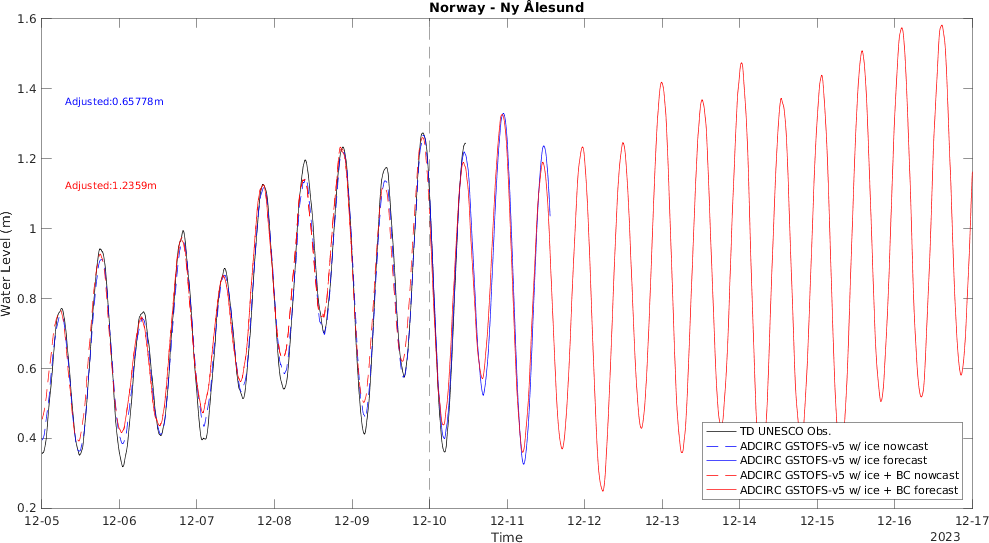 Norway - Ny Ålesund
1.6
1.4
1.2
1
0.8
0.6
0.4
0.2
Water Level (m)
Adjusted:0.65778m
Adjusted:1.2359m
TD UNESCO Obs.
ADCIRC GSTOFS-v5 w/ ice nowcast
ADCIRC GSTOFS-v5 w/ ice forecast
ADCIRC GSTOFS-v5 w/ ice + BC nowcast
ADCIRC GSTOFS-v5 w/ ice + BC forecast
12-05 12-06 12-07 12-08 12-09 12-10 12-11 12-12 12-13 12-14 12-15 12-16 12-17
Time
2023